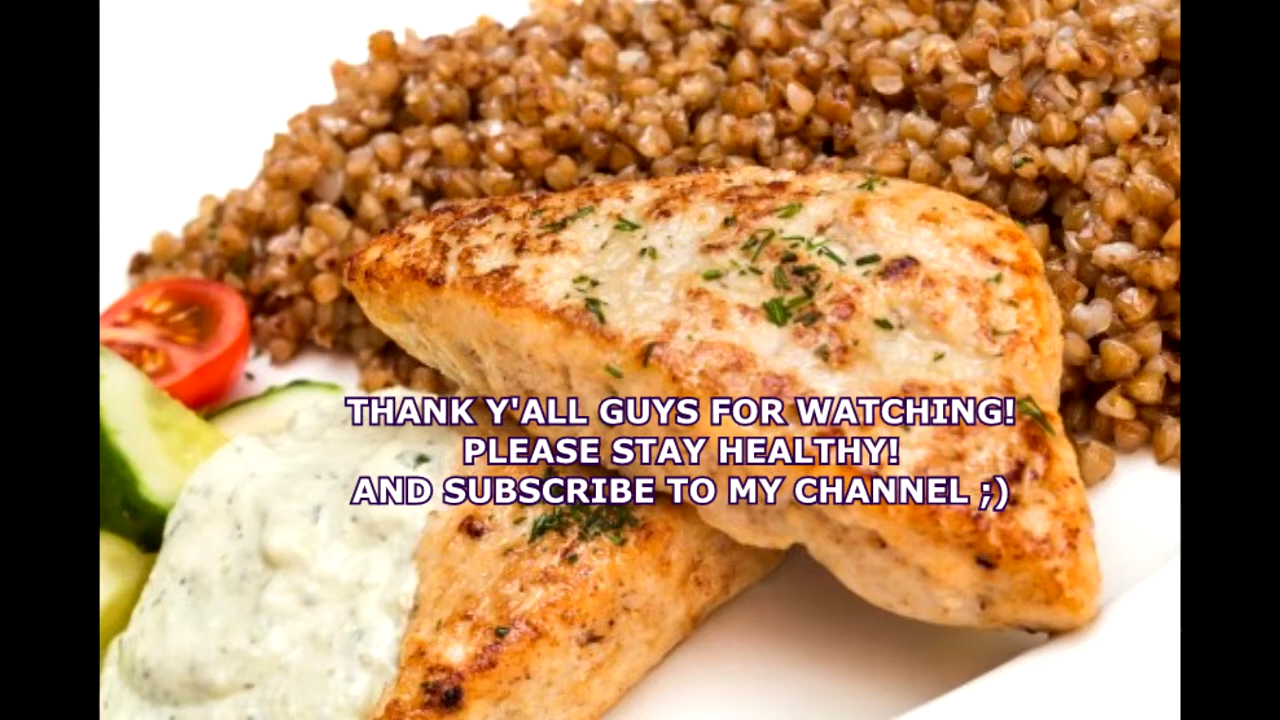 THANK Y'ALL GUYS FOR WATCHING!
PLEASE STAY HEALTHY!
AND SUBSCRIBE TO MY CHANNEL ;)